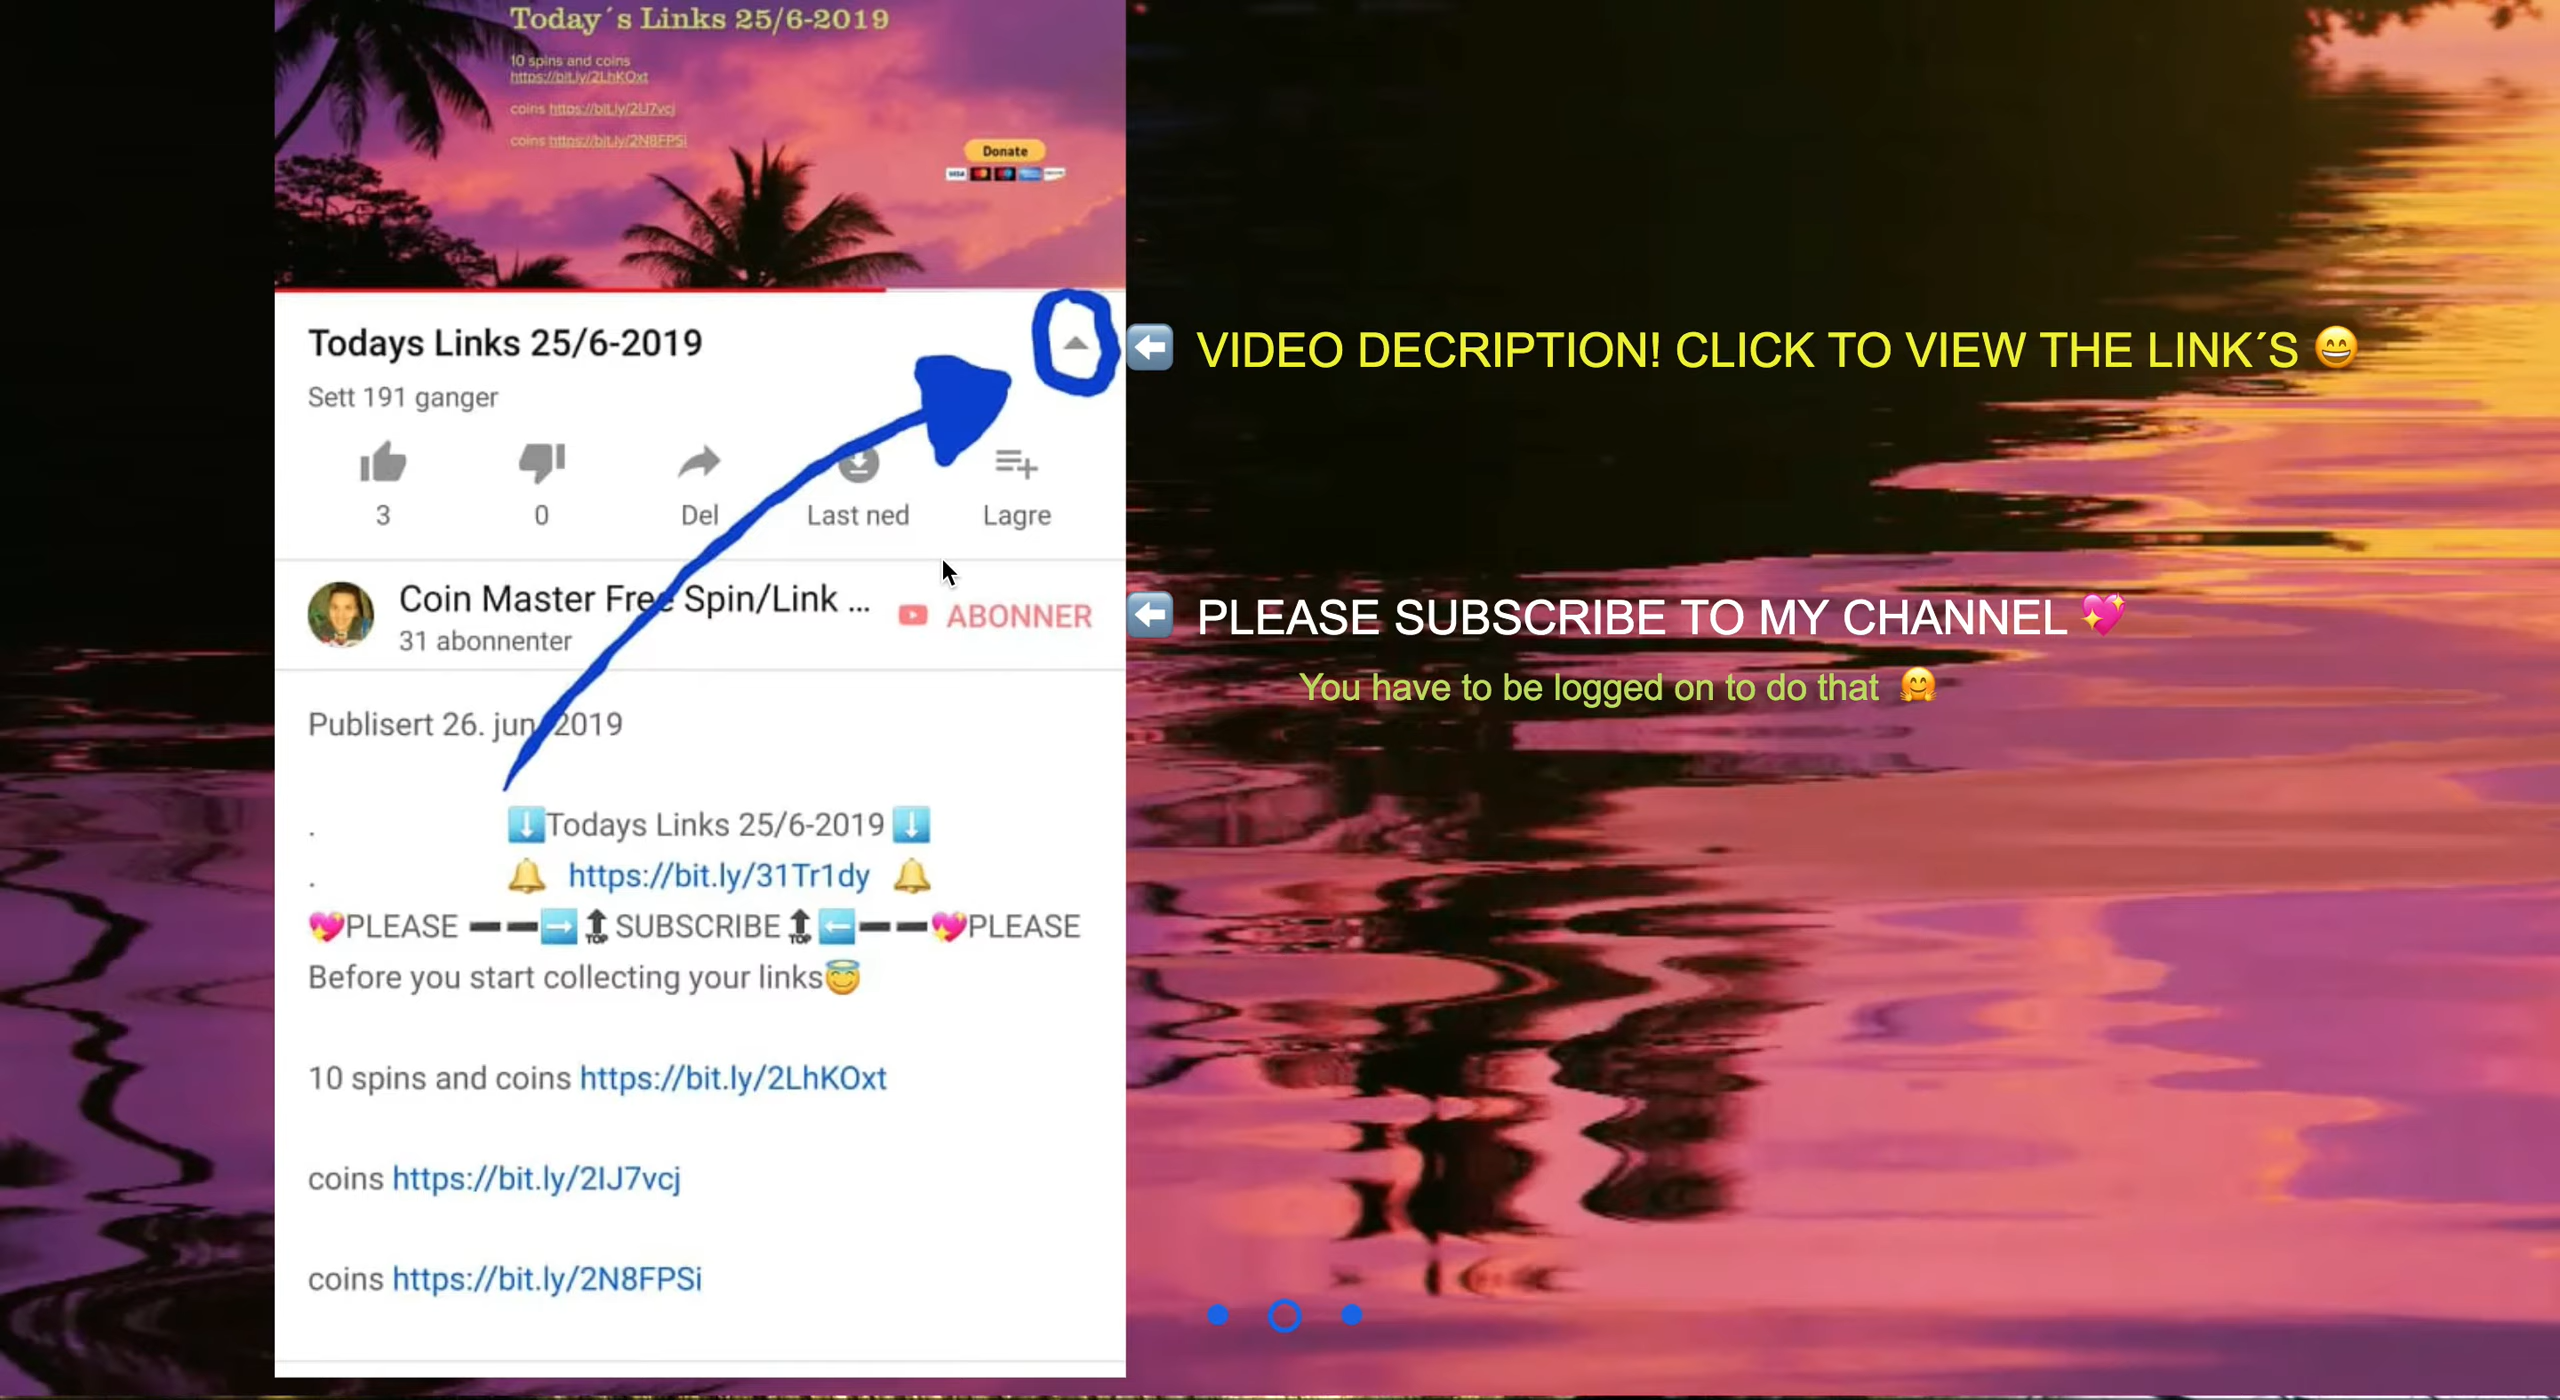 Today´s Links 25/6-2019
10 spins and coins
https://bit.ly/2LhKOxt
coins https://bit.ly/2IJ7vcj
coins https://bit.ly/2N8FPSi
Donate
VISA
Todays Links 25/6-2019
Sett 191 ganger
3 0 Del Last ned Lagre
Coin Master Free Spin/Link ...
31 abonnenter
ABONNER
Publisert 26. jun. 2019
. ⬇️Todays Links 25/6-2019⬇️
. 🔔 https://bit.ly/31Tr1dy 🔔
💖PLEASE ➖➖➡️🔝SUBSCRIBE🔝⬅️➖➖💖PLEASE
Before you start collecting your links😇
10 spins and coins https://bit.ly/2LhKOxt
coins https://bit.ly/2IJ7vcj
coins https://bit.ly/2N8FPSi
⬅️ VIDEO DECRIPTION! CLICK TO VIEW THE LINK´S 😄
⬅️ PLEASE SUBSCRIBE TO MY CHANNEL 💖
You have to be logged on to do that 🤗